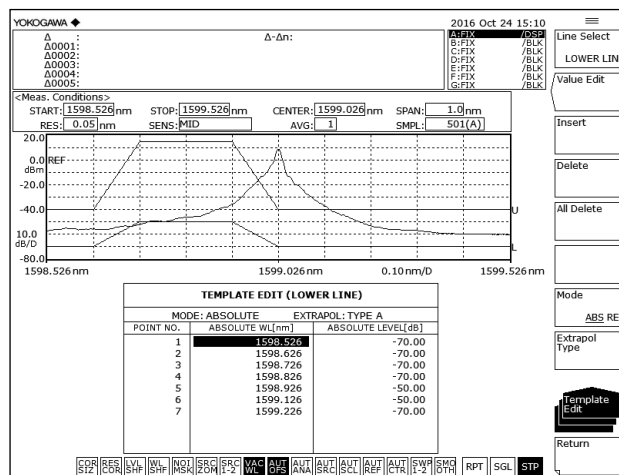 YOKOGAWA ◆
2016 Oct 24 15:10
Δ :
Δ0001 :
Δ0002 :
Δ0003 :
Δ0004 :
Δ0005 :
Δ-Δn:
A:FIX /DSP
B:FIX /BLK
C:FIX /BLK
D:FIX /BLK
E:FIX /BLK
F:FIX /BLK
G:FIX /BLK
<Meas. Conditions>
START: 1598.526 nm STOP: 1599.526 nm CENTER: 1599.026 nm SPAN: 1.0 nm
RES: 0.05 nm SENS: MID AVG: 1 SMPL: 501(A)
20.0
0.0 REF
dBm
-20.0
-40.0 U
10.0
dB/D L
-80.0
1598.526nm 1599.026nm 0.10nm/D 1599.526nm
TEMPLATE EDIT (LOWER LINE)
MODE: ABSOLUTE EXTRAPOL: TYPE A
POINT NO. ABSOLUTE WL[nm] ABSOLUTE LEVEL[dB]
1 1598.526 -70.00
2 1598.626 -70.00
3 1598.726 -70.00
4 1598.826 -70.00
5 1598.926 -50.00
6 1599.126 -50.00
7 1599.226 -70.00
COR SIZ
RES COR
LVL SHF
WL SHF
NOI MSK
SRC ZOM
SRC 1-2
VAC WL
AUT OFS
AUT ANA
AUT SRC
AUT SCL
AUT REF
AUT CTR
SWP 1-2
SMO OTH
RPT
SGL
STP
Line Select
LOWER LIN
Value Edit
Insert
Delete
All Delete
Mode
ABS RE
Extrapol
Type
Template
Edit
Return